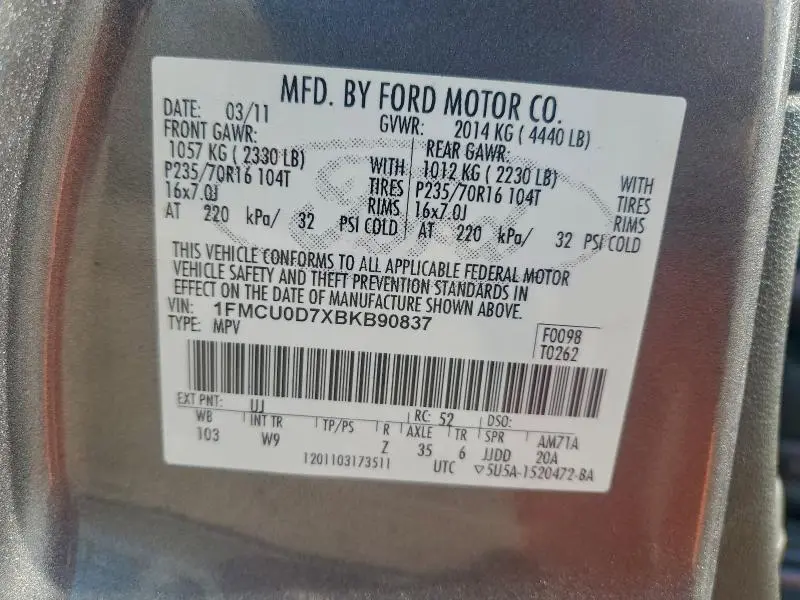 MFD. BY FORD MOTOR CO.
DATE: 03/11 GVWR: 2014 KG ( 4440 LB)
FRONT GAWR: REAR GAWR:
1057 KG ( 2330 LB) WITH 1012 KG ( 2230 LB) WITH
P235/70R16 104T TIRES P235/70R16 104T TIRES
16x7.0J RIMS 16x7.0J RIMS
AT 220 kPa/ 32 PSI COLD AT 220 kPa/ 32 PSI COLD
THIS VEHICLE CONFORMS TO ALL APPLICABLE FEDERAL MOTOR
VEHICLE SAFETY AND THEFT PREVENTION STANDARDS IN
EFFECT ON THE DATE OF MANUFACTURE SHOWN ABOVE.
VIN: 1FMCU0D7XBKB90837
TYPE: MPV
F0098
T0262
EXT PNT: UJ RC: 52 DSO:
WB INT TR TP/PS R AXLE TR SPR AM71A
103 W9 Z 35 6 JJDD 20A
1201103173511 UTC ▽5U5A-1520472-BA
Ford